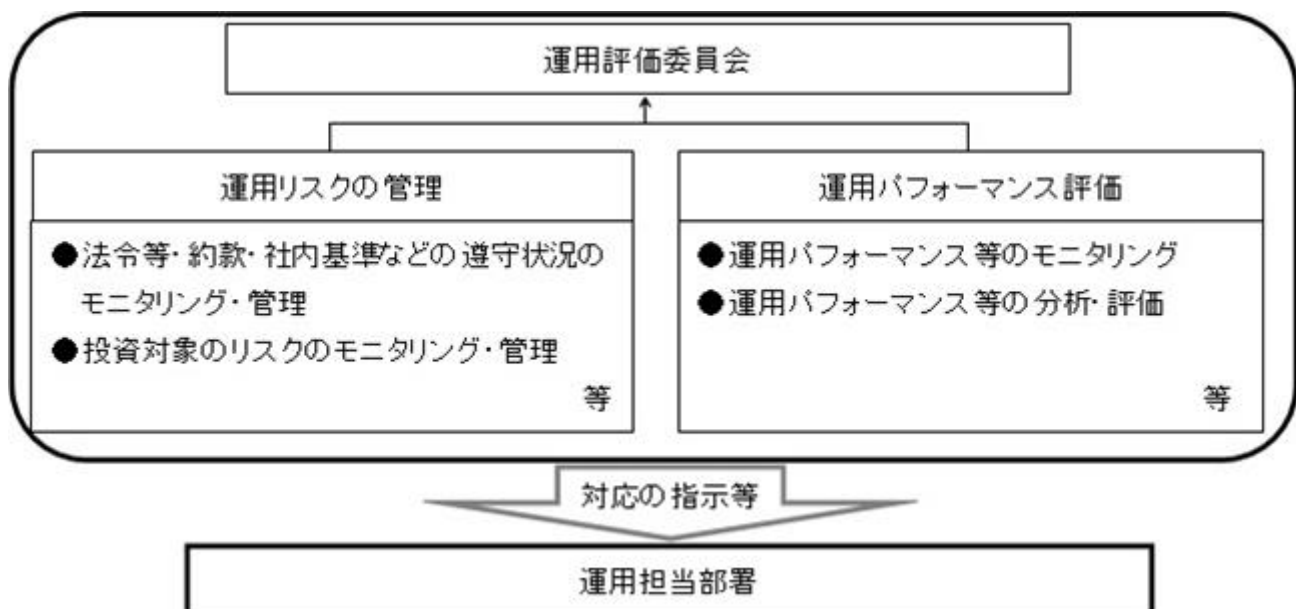 運用評価委員会
運用リスクの管理
●法令等・約款・社内基準などの遵守状況の
モニタリング・管理
●投資対象のリスクのモニタリング・管理
等
運用パフォーマンス評価
●運用パフォーマンス等のモニタリング
●運用パフォーマンス等の分析・評価
等
対応の指示等
運用担当部署